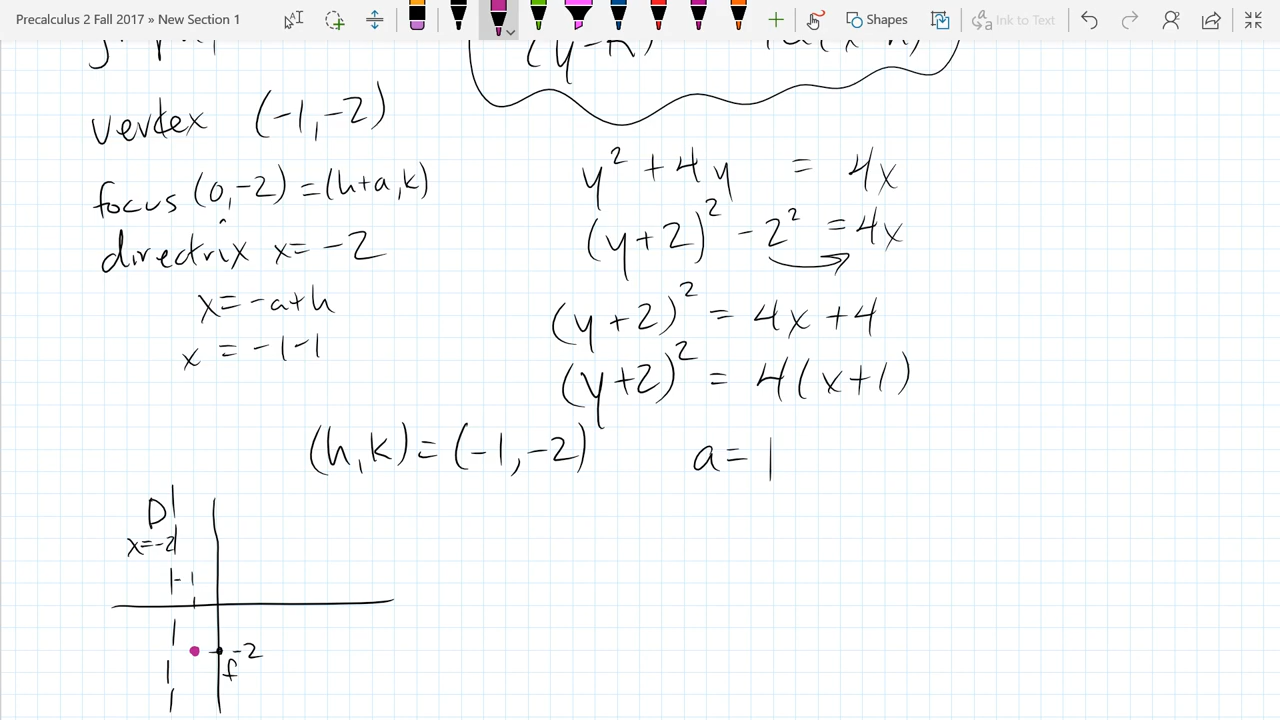 Precalculus 2 Fall 2017 » New Section 1
Shapes
Ink to Text
vertex (-1,-2)
focus (0,-2) = (h+a,k)
directrix x = -2
x = -a+h
x = -1-1
y² + 4y = 4x
(y+2)² - 2² = 4x
(y+2)² = 4x + 4
(y+2)² = 4(x+1)
(h,k) = (-1,-2) a = 1
D
x=-2
-1
-2
f